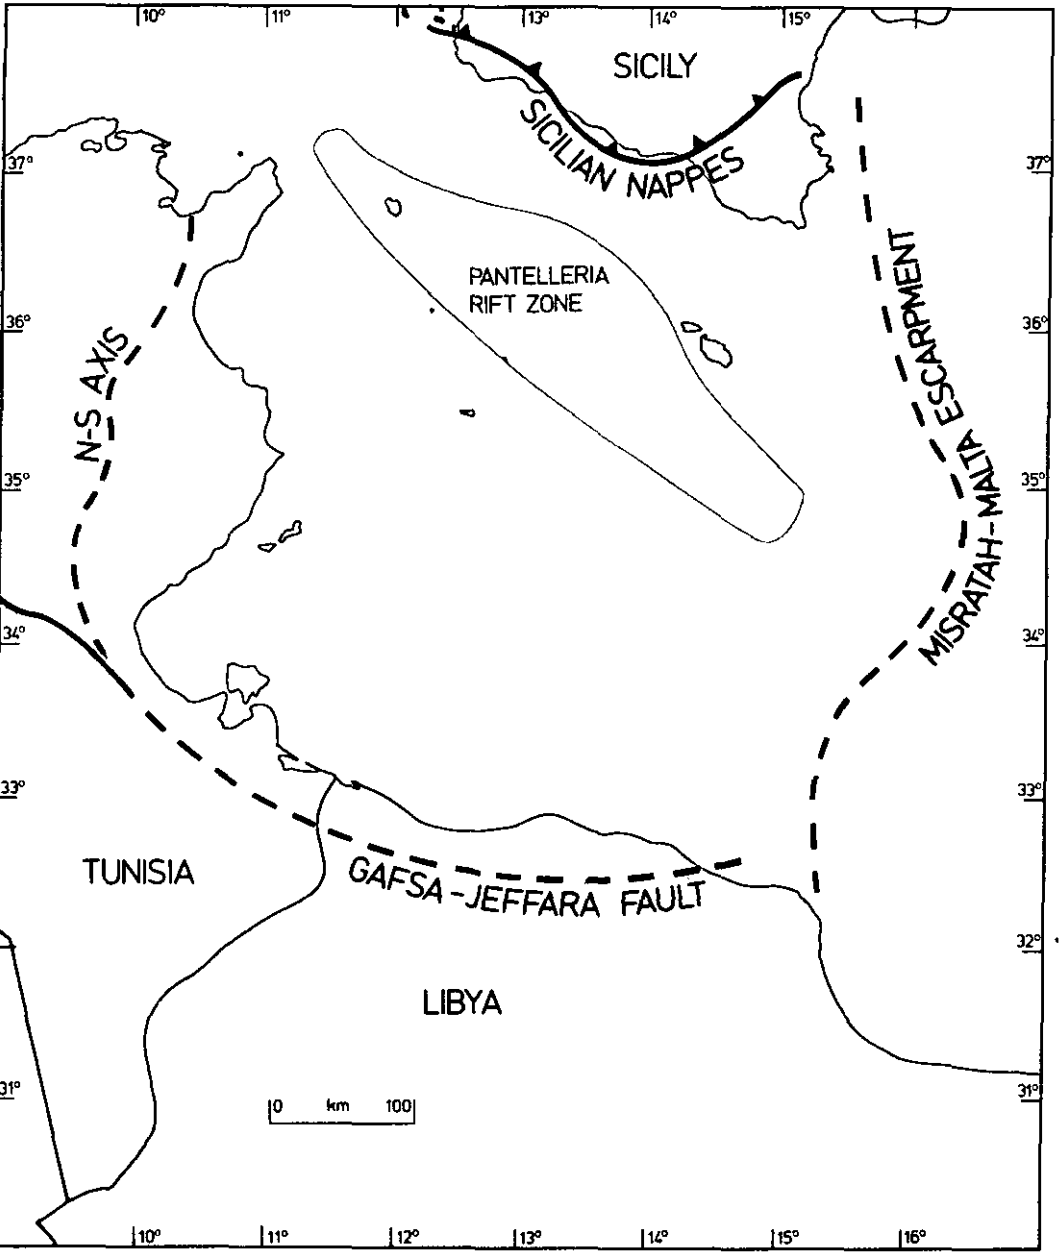 10° 11° 13° 14° 15°
SICILY
SICILIAN NAPPES
37° 37°
PANTELLERIA
RIFT ZONE
36° 36°
N-S AXIS
MISRATAH-MALTA ESCARPMENT
35° 35°
34° 34°
33° 33°
TUNISIA
GAFSA-JEFFARA FAULT
32°
LIBYA
31° 31°
0 km 100
10° 11° 12° 13° 14° 15° 16°